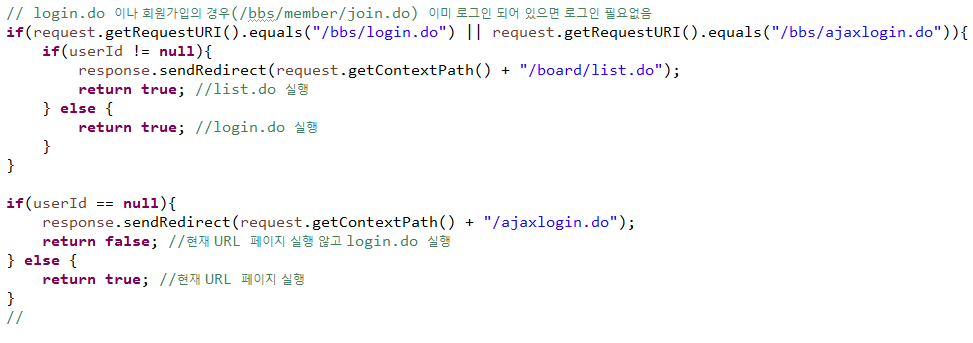 // login.do 이나 회원가입의 경우(/bbs/member/join.do) 이미 로그인 되어 있으면 로그인 필요없음
if(request.getRequestURI().equals("/bbs/login.do") || request.getRequestURI().equals("/bbs/ajaxlogin.do")){
    if(userId != null){
        response.sendRedirect(request.getContextPath() + "/board/list.do");
        return true; //list.do 실행
    } else {
        return true; //login.do 실행
    }
}
if(userId == null){
    response.sendRedirect(request.getContextPath() + "/ajaxlogin.do");
    return false; //현재 URL 페이지 실행 않고 login.do 실행
} else {
    return true; //현재 URL 페이지 실행
}
//